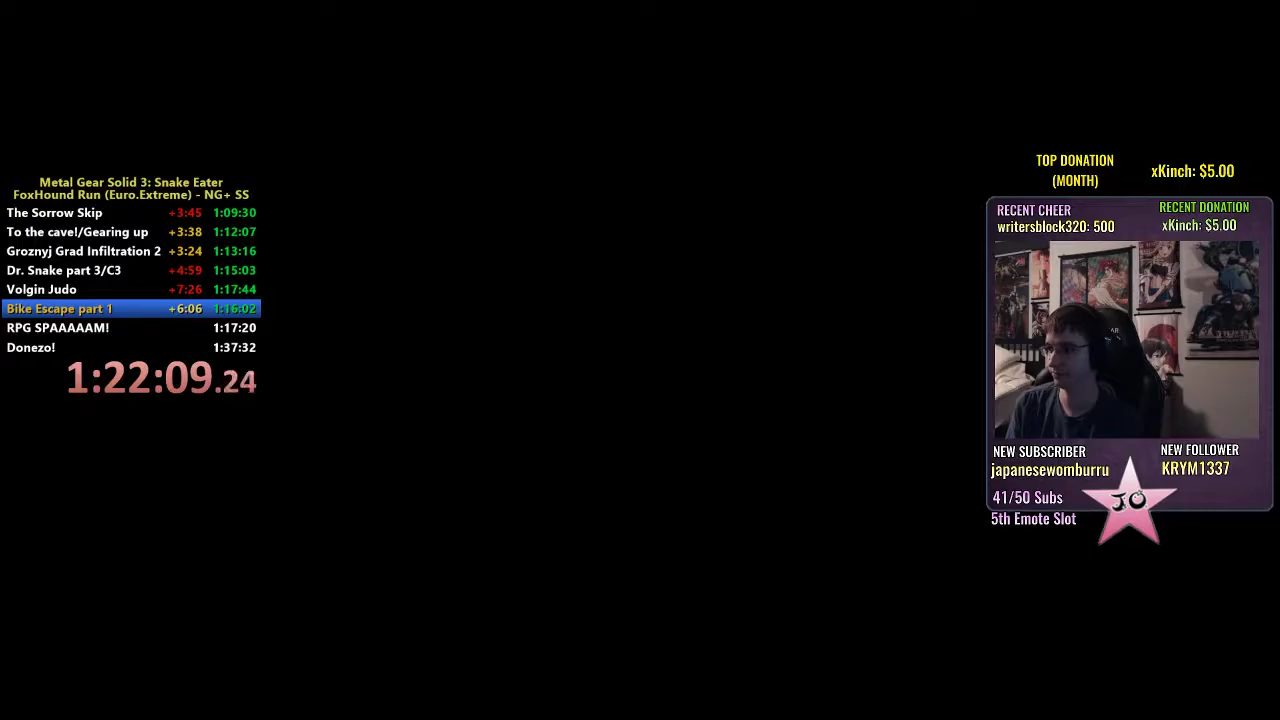 Metal Gear Solid 3: Snake Eater
FoxHound Run (Euro.Extreme) - NG+ SS
The Sorrow Skip +3:45 1:09:30
To the cave!/Gearing up +3:38 1:12:07
Groznyj Grad Infiltration 2 +3:24 1:13:16
Dr. Snake part 3/C3 +4:59 1:15:03
Volgin Judo +7:26 1:17:44
Bike Escape part 1 +6:06 1:16:02
RPG SPAAAAAM! 1:17:20
Donezo! 1:37:32
1:22:09.24
TOP DONATION
(MONTH)
xKinch: $5.00
RECENT CHEER
writersblock320: 500
RECENT DONATION
xKinch: $5.00
NEW SUBSCRIBER
japanesewomburru
NEW FOLLOWER
KRYM1337
41/50 Subs
5th Emote Slot
JO